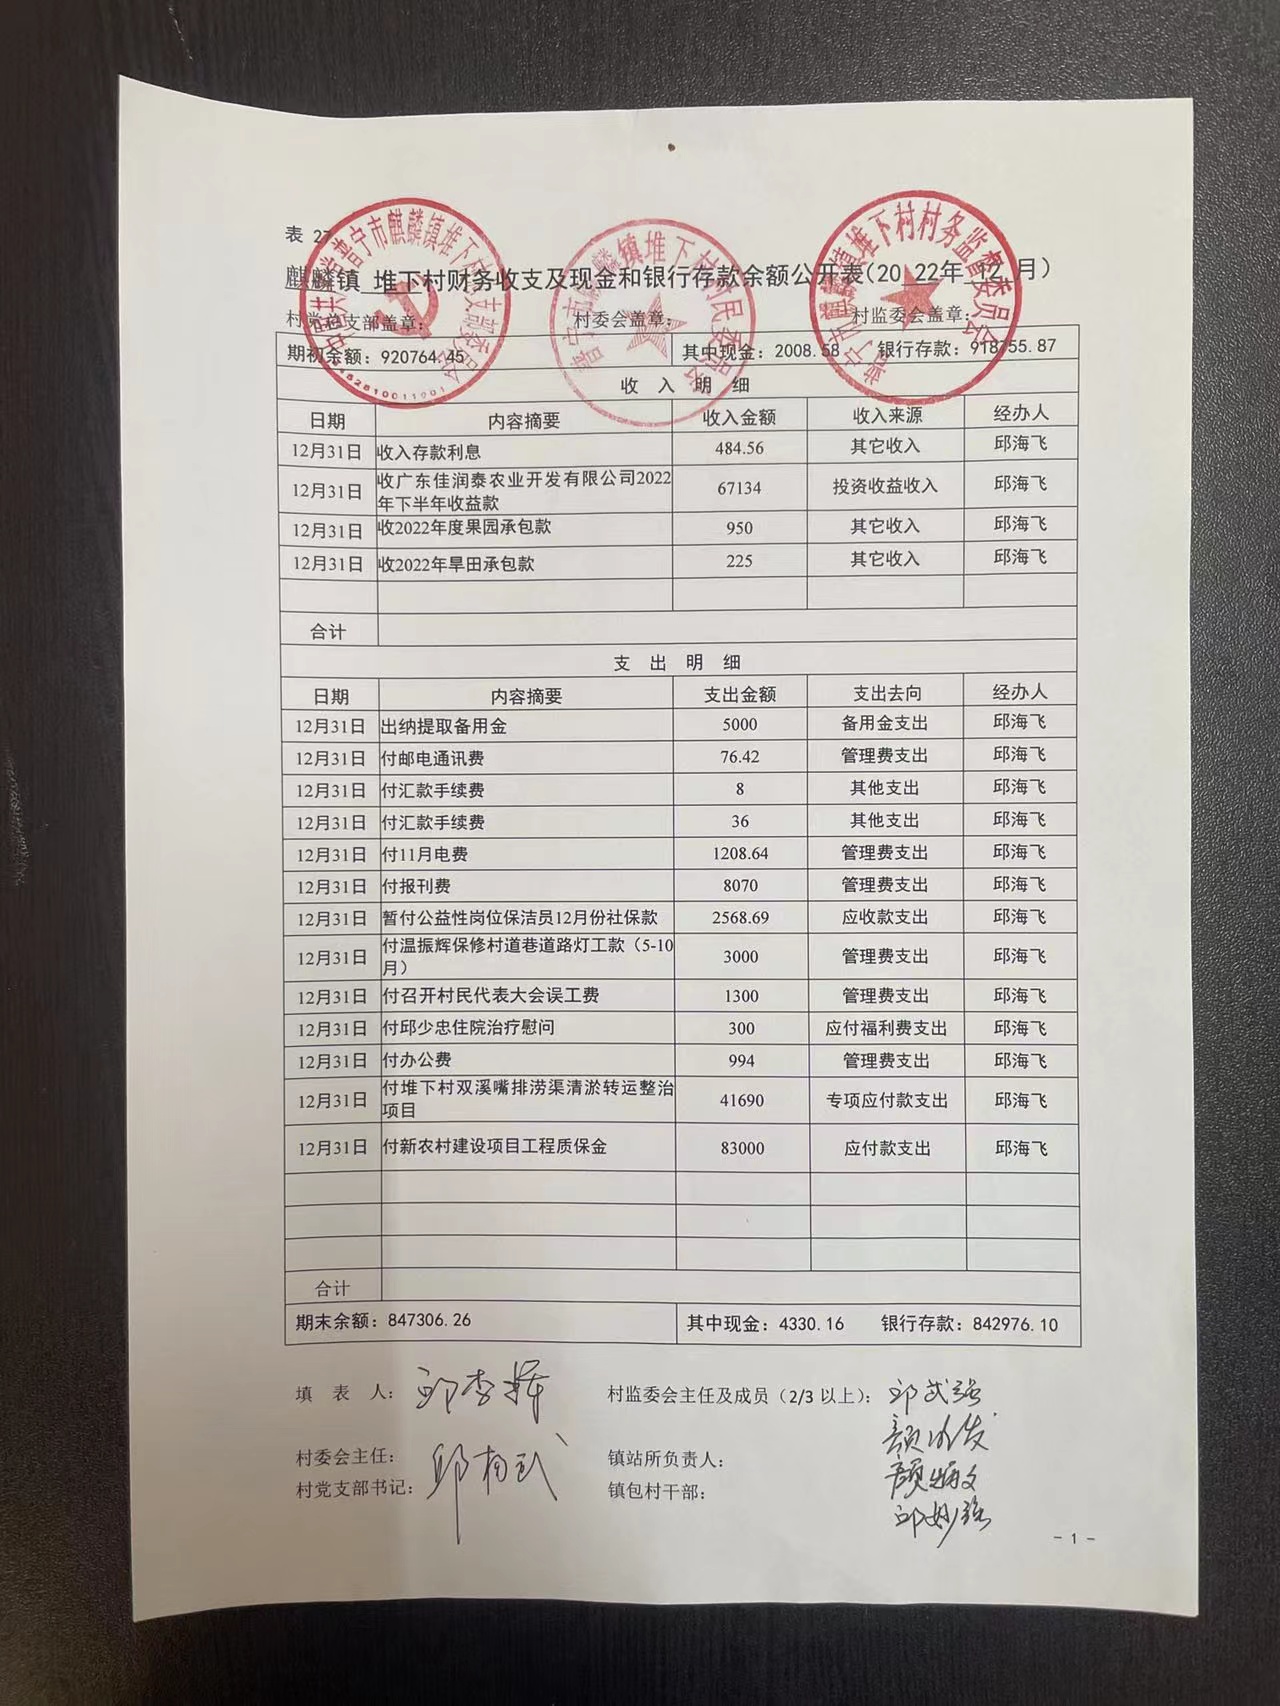 表 27
麒麟镇 堆下村财务收支及现金和银行存款余额公开表(20 22年 12 月)
村党总支部盖章: 村委会盖章: 村监委会盖章:
期初余额:920764.45 其中现金:2008.58 银行存款:918755.87
收 入 明 细
日期 内容摘要 收入金额 收入来源 经办人
12月31日 收入存款利息 484.56 其它收入 邱海飞
12月31日 收广东佳润泰农业开发有限公司2022 67134 投资收益收入 邱海飞
年下半年收益款
12月31日 收2022年度果园承包款 950 其它收入 邱海飞
12月31日 收2022年旱田承包款 225 其它收入 邱海飞
合计
支 出 明 细
日期 内容摘要 支出金额 支出去向 经办人
12月31日 出纳提取备用金 5000 备用金支出 邱海飞
12月31日 付邮电通讯费 76.42 管理费支出 邱海飞
12月31日 付汇款手续费 8 其他支出 邱海飞
12月31日 付汇款手续费 36 其他支出 邱海飞
12月31日 付11月电费 1208.64 管理费支出 邱海飞
12月31日 付报刊费 8070 管理费支出 邱海飞
12月31日 暂付公益性岗位保洁员12月份社保款 2568.69 应收款支出 邱海飞
12月31日 付温振辉保修村道巷道路灯工款（5-10 3000 管理费支出 邱海飞
月）
12月31日 付召开村民代表大会误工费 1300 管理费支出 邱海飞
12月31日 付邱少忠住院治疗慰问 300 应付福利费支出 邱海飞
12月31日 付办公费 994 管理费支出 邱海飞
12月31日 付堆下村双溪嘴排涝渠清淤转运整治 41690 专项应付款支出 邱海飞
项目
12月31日 付新农村建设项目工程质保金 83000 应付款支出 邱海飞
合计
期末余额:847306.26 其中现金:4330.16 银行存款:842976.10
填 表 人: 邱李辉 村监委会主任及成员（2/3 以上）: 邱武强
村委会主任: 镇站所负责人:
村党支部书记: 镇包村干部:
邱妙强
- 1 -